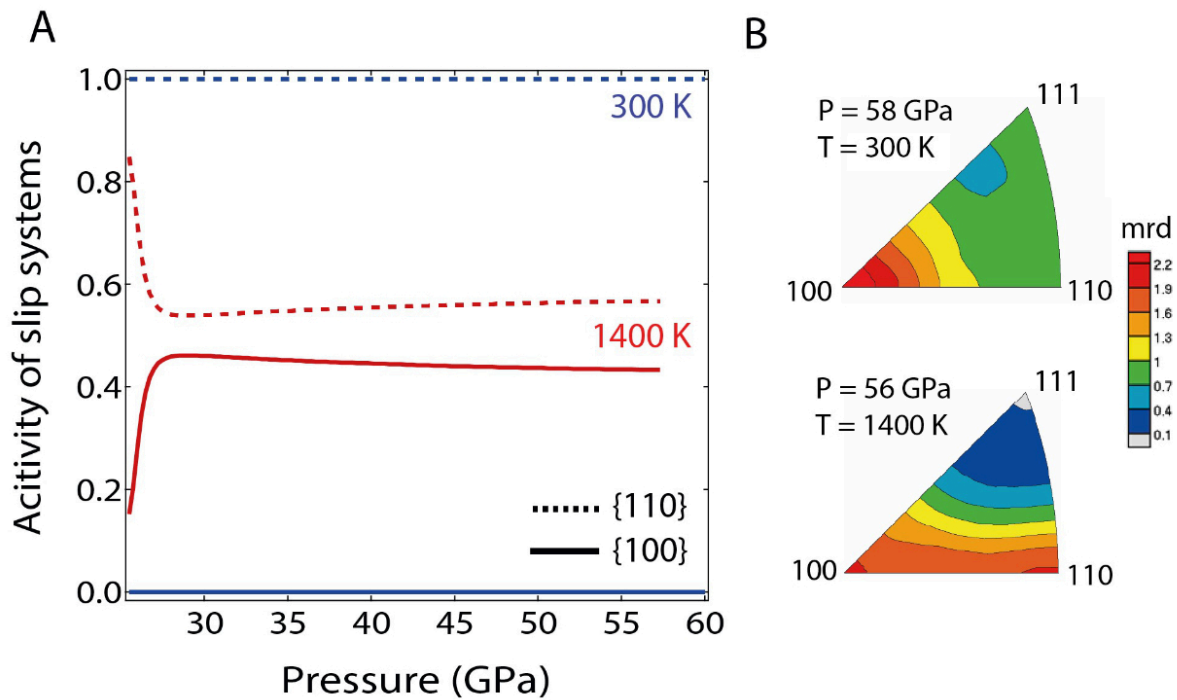 A
Acitivity of slip systems
1.0
0.8
0.6
0.4
0.2
0.0
300 K
1400 K
{110}
{100}
30 35 40 45 50 55 60
Pressure (GPa)
B
P = 58 GPa
T = 300 K
111
100
110
P = 56 GPa
T = 1400 K
111
100
110
mrd
2.2
1.9
1.6
1.3
1
0.7
0.4
0.1